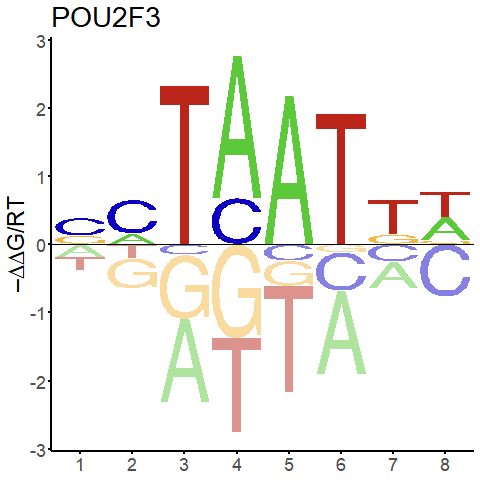 POU2F3
−ΔΔG/RT
3
2
1
0
-1
-2
-3
C C T A A T T T
G A C C C G G A
A T G G G C C G
T G A T T A A C
1 2 3 4 5 6 7 8